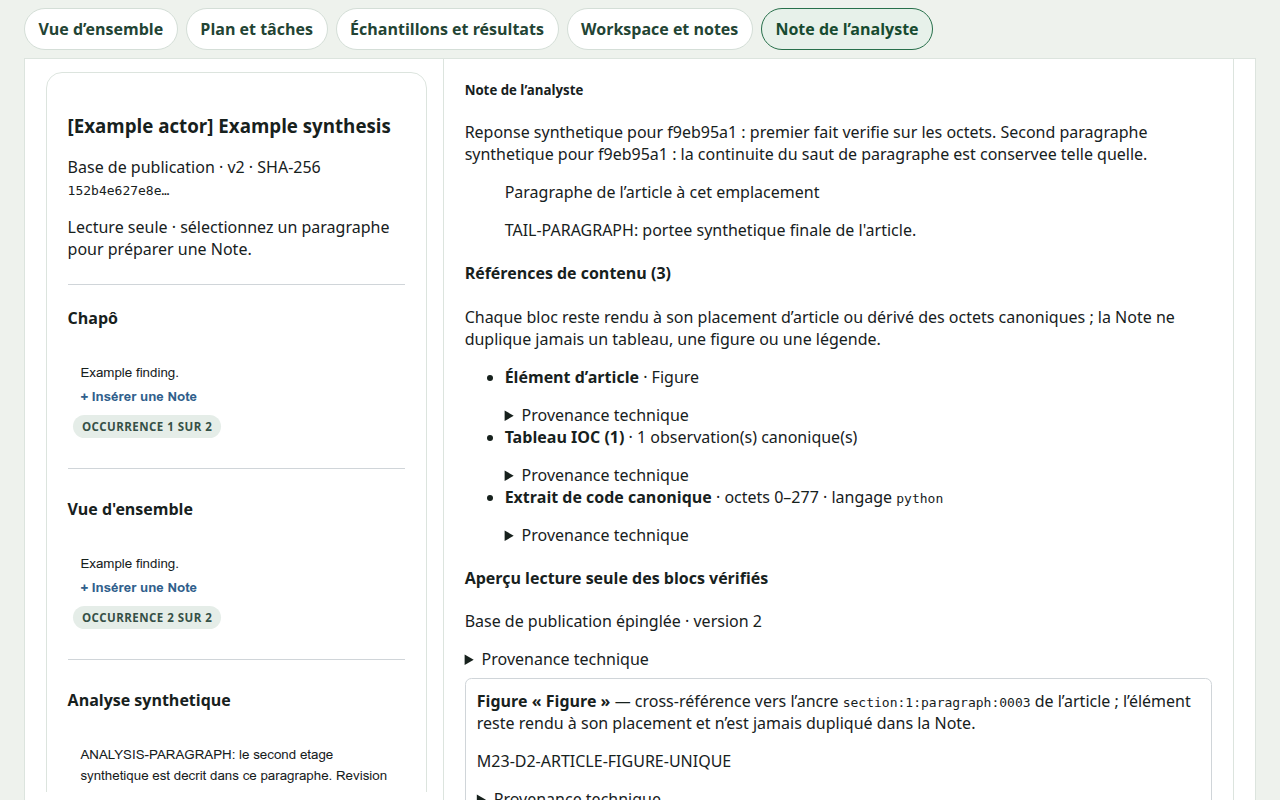 Vue d’ensemble
Plan et tâches
Échantillons et résultats
Workspace et notes
Note de l’analyste
[Example actor] Example synthesis
Base de publication · v2 · SHA-256
152b4e627e8e…
Lecture seule · sélectionnez un paragraphe
pour préparer une Note.
Chapô
Example finding.
+ Insérer une Note
OCCURRENCE 1 SUR 2
Vue d'ensemble
Example finding.
+ Insérer une Note
OCCURRENCE 2 SUR 2
Analyse synthetique
ANALYSIS-PARAGRAPH: le second etage
synthetique est decrit dans ce paragraphe. Revision
Note de l’analyste
Reponse synthetique pour f9eb95a1 : premier fait verifie sur les octets. Second paragraphe
synthetique pour f9eb95a1 : la continuite du saut de paragraphe est conservee telle quelle.
Paragraphe de l’article à cet emplacement
TAIL-PARAGRAPH: portee synthetique finale de l'article.
Références de contenu (3)
Chaque bloc reste rendu à son placement d’article ou dérivé des octets canoniques ; la Note ne
duplique jamais un tableau, une figure ou une légende.
• Élément d’article · Figure
▶ Provenance technique
• Tableau IOC (1) · 1 observation(s) canonique(s)
▶ Provenance technique
• Extrait de code canonique · octets 0–277 · langage python
▶ Provenance technique
Aperçu lecture seule des blocs vérifiés
Base de publication épinglée · version 2
▶ Provenance technique
Figure « Figure » — cross-référence vers l’ancre section:1:paragraph:0003 de l’article ; l’élément
reste rendu à son placement et n’est jamais dupliqué dans la Note.
M23-D2-ARTICLE-FIGURE-UNIQUE
▶ Provenance technique